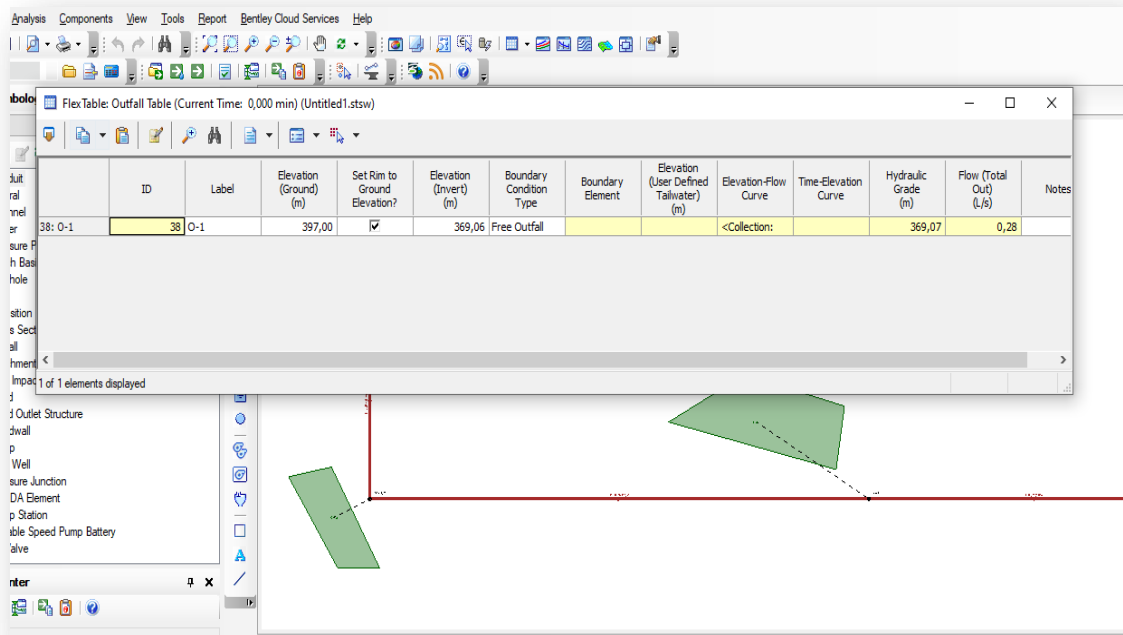 Analysis Components View Tools Report Bentley Cloud Services Help
FlexTable: Outfall Table (Current Time: 0,000 min) (Untitled1.stsw)
ID
Label
Elevation
(Ground)
(m)
Set Rim to
Ground
Elevation?
Elevation
(Invert)
(m)
Boundary
Condition
Type
Boundary
Element
Elevation
(User Defined
Tailwater)
(m)
Elevation-Flow
Curve
Time-Elevation
Curve
Hydraulic
Grade
(m)
Flow (Total
Out)
(L/s)
Notes
38: O-1 38 O-1 397,00 369,06 Free Outfall <Collection: 369,07 0,28
1 of 1 elements displayed
mbolo
duit
ral
nnel
er
sure P
h Basi
hole
sition
s Sect
all
hment
Impac
d
d Outlet Structure
dwall
p
Well
sure Junction
DA Element
p Station
able Speed Pump Battery
Valve
nter